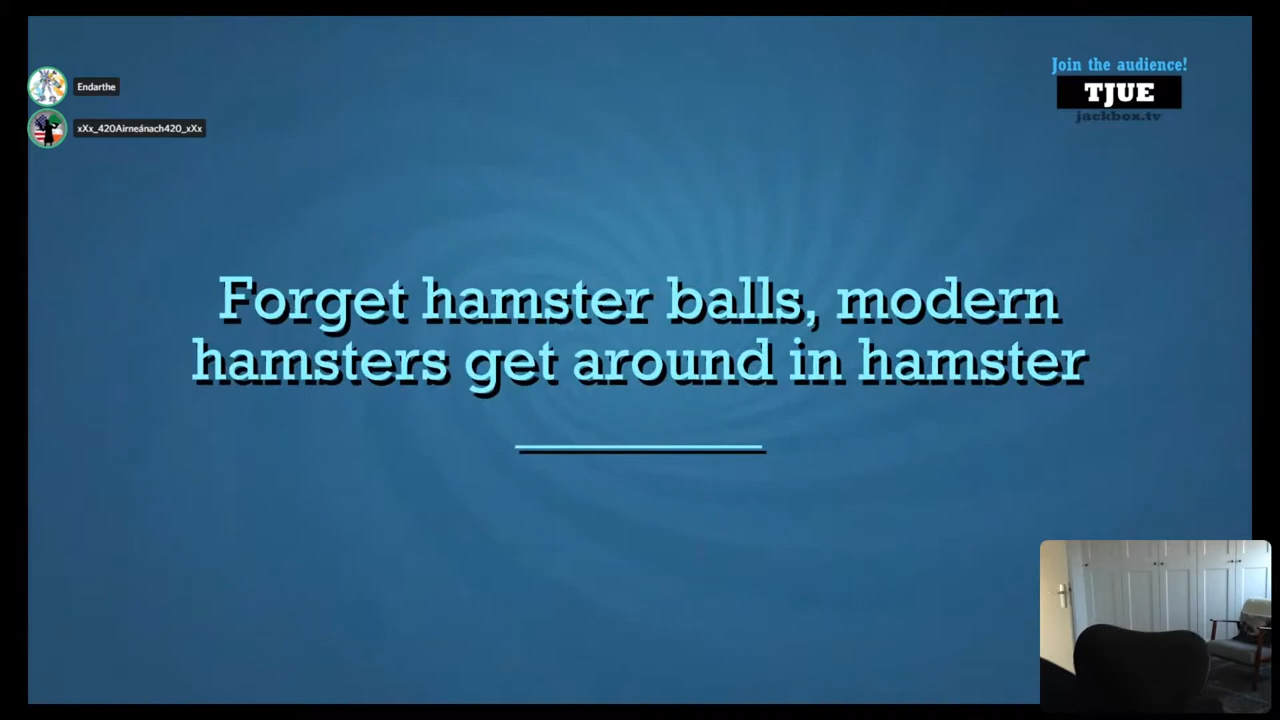 Join the audience!
TJUE
jackbox.tv
Endarthe
xXx_420Airneánach420_xXx
Forget hamster balls, modern
hamsters get around in hamster